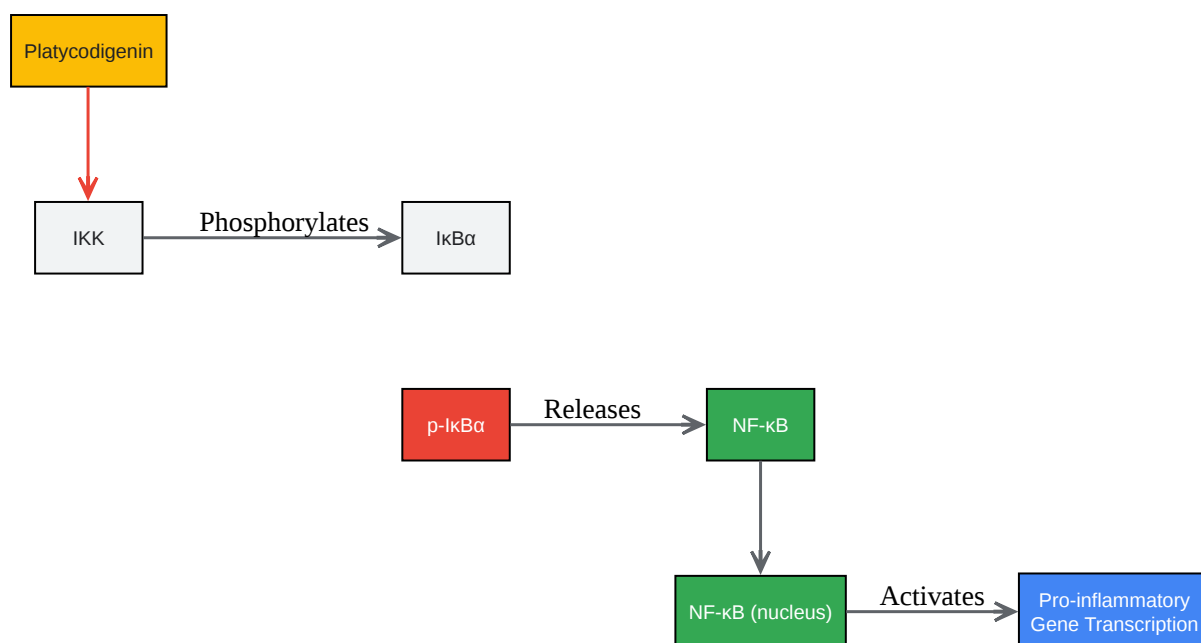 Platycodigenin
IKK
Phosphorylates
IκBα
p-IκBα
Releases
NF-κB
NF-κB (nucleus)
Activates
Pro-inflammatory
Gene Transcription